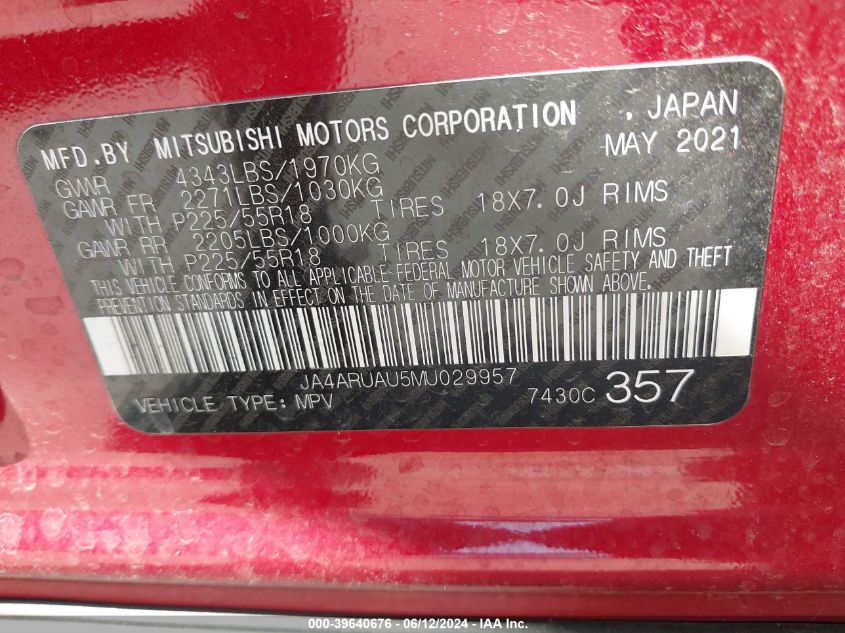 MFD.BY MITSUBISHI MOTORS CORPORATION , JAPAN
MAY 2021
GVWR 4343LBS/1970KG
GAWR FR 2271LBS/1030KG
WITH P225/55R18 TIRES 18X7.0J RIMS
GAWR RR 2205LBS/1000KG
WITH P225/55R18 TIRES 18X7.0J RIMS
THIS VEHICLE CONFORMS TO ALL APPLICABLE FEDERAL MOTOR VEHICLE SAFETY AND THEFT
PREVENTION STANDARDS IN EFFECT ON THE DATE OF MANUFACTURE SHOWN ABOVE.
JA4ARUAU5MU029957
VEHICLE TYPE: MPV 7430C 357
000-39640676 - 06/12/2024 - IAA Inc.